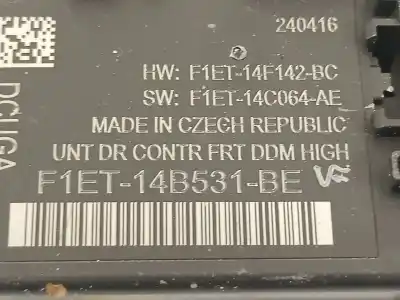 240416
HW: F1ET-14F142-BC
SW: F1ET-14C064-AE
MADE IN CZECH REPUBLIC
UNT DR CONTR FRT DDM HIGH
F1ET-14B531-BE